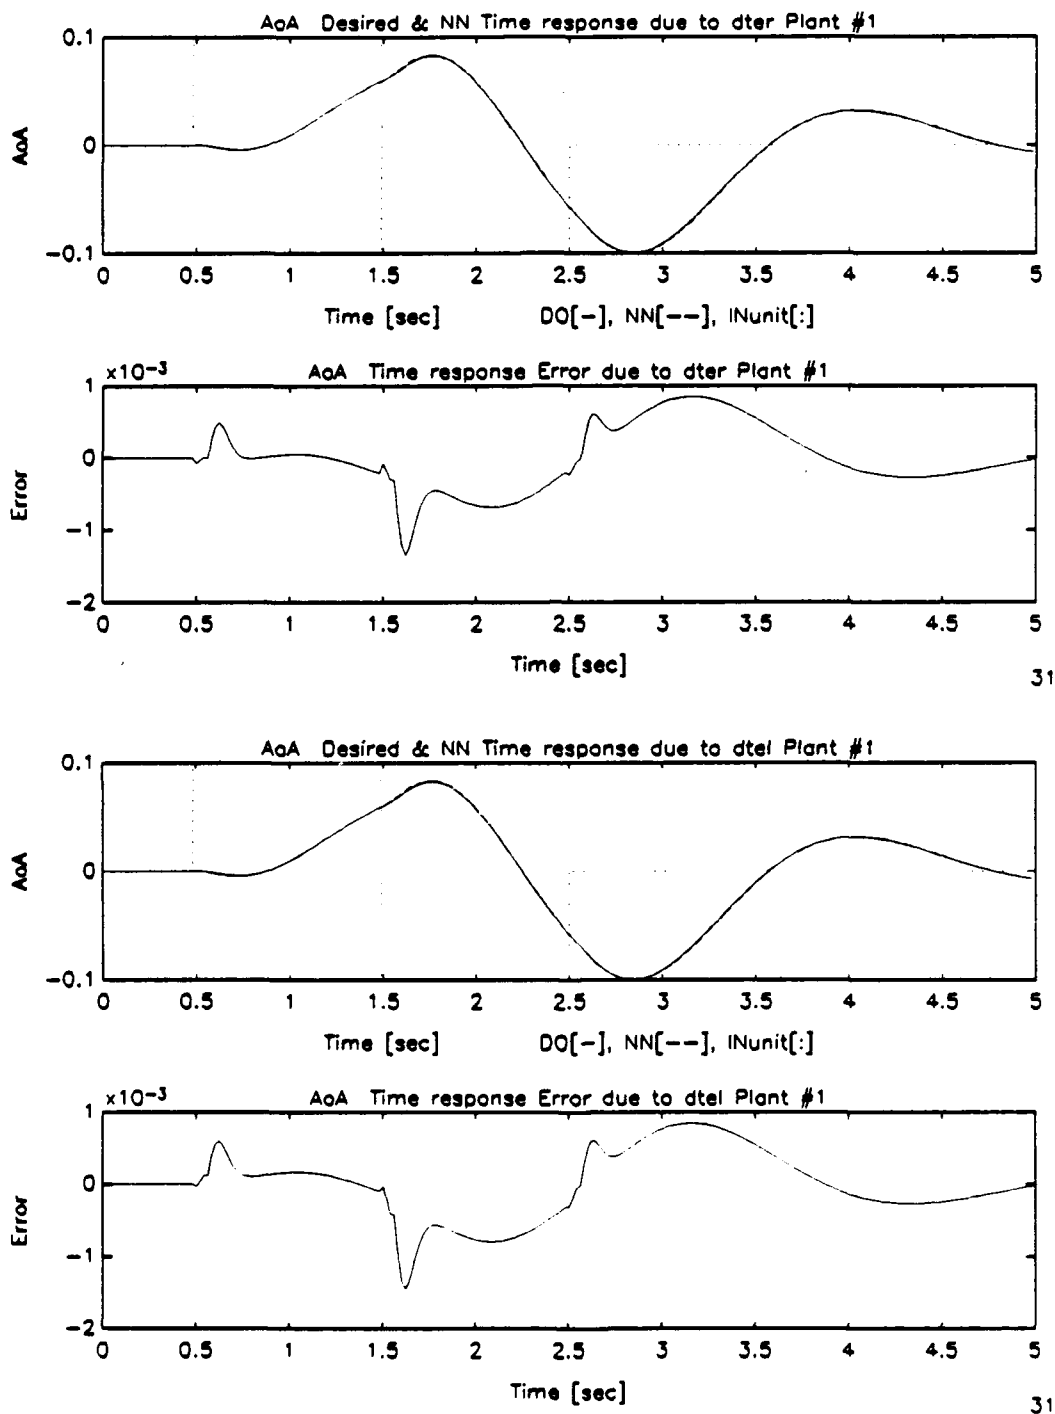 AoA Desired & NN Time response due to dter Plant #1
0.1
0
-0.1
AoA
0 0.5 1 1.5 2 2.5 3 3.5 4 4.5 5
Time [sec] DO[-], NN[--], INunit[:]
×10-3
AoA Time response Error due to dter Plant #1
1
0
-1
-2
Error
0 0.5 1 1.5 2 2.5 3 3.5 4 4.5 5
Time [sec]
31
AoA Desired & NN Time response due to dtel Plant #1
0.1
0
-0.1
AoA
0 0.5 1 1.5 2 2.5 3 3.5 4 4.5 5
Time [sec] DO[-], NN[--], INunit[:]
×10-3
AoA Time response Error due to dtel Plant #1
1
0
-1
-2
Error
0 0.5 1 1.5 2 2.5 3 3.5 4 4.5 5
Time [sec]
31